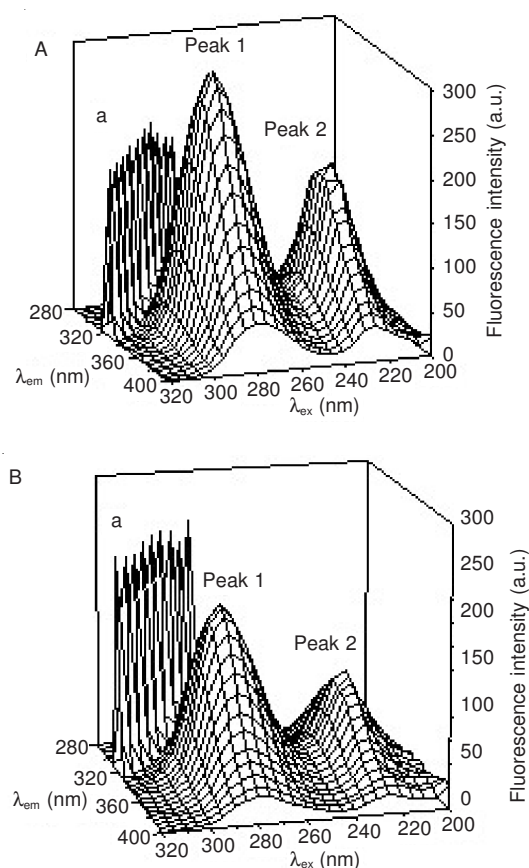 A
Peak 1
a
Peak 2
300
250
200
150
100
50
0
Fluorescence intensity (a.u.)
280
320
360
400
λem (nm)
320 300 280 260 240 220 200
λex (nm)
B
a
Peak 1
Peak 2
300
250
200
150
100
50
0
Fluorescence intensity (a.u.)
280
320
360
400
λem (nm)
320 300 280 260 240 220 200
λex (nm)